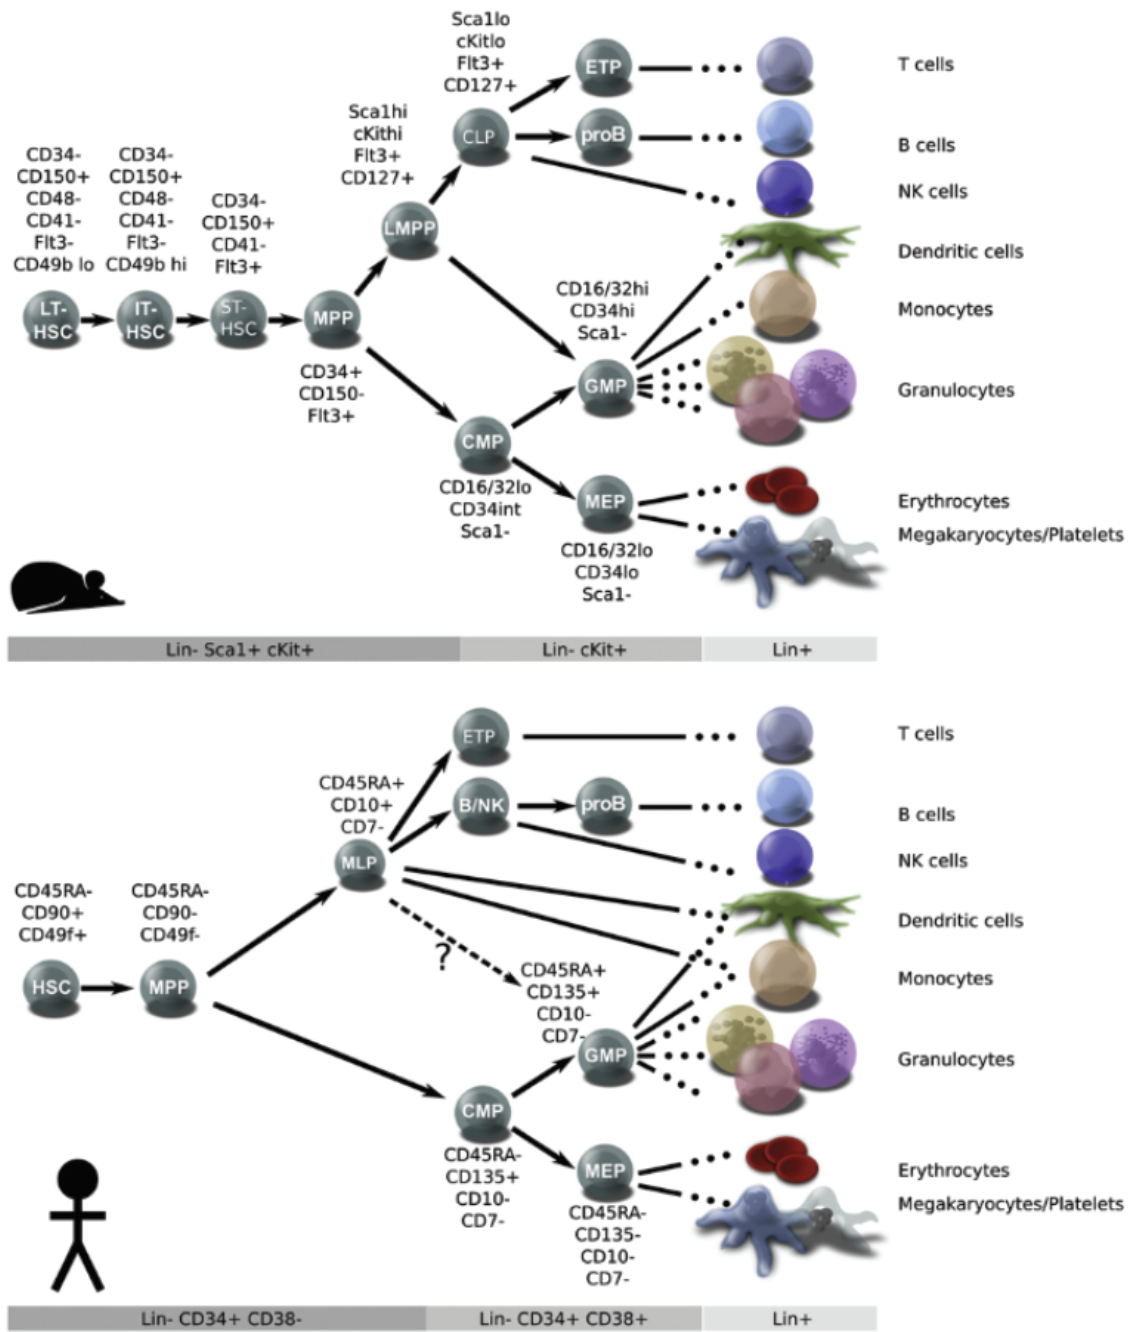 Sca1lo
cKitlo
Flt3+
CD127+
ETP
T cells
Sca1hi
cKithi
Flt3+
CD127+
CLP
proB
B cells
NK cells
CD34-
CD150+
CD48-
CD41-
Flt3-
CD49b lo
CD34-
CD150+
CD48-
CD41-
Flt3-
CD49b hi
CD34-
CD150+
CD41-
Flt3+
LMPP
Dendritic cells
CD16/32hi
CD34hi
Sca1-
Monocytes
LT-
HSC
IT-
HSC
ST-
HSC
MPP
CD34+
CD150-
Flt3+
GMP
Granulocytes
CMP
CD16/32lo
CD34int
Sca1-
MEP
CD16/32lo
CD34lo
Sca1-
Erythrocytes
Megakaryocytes/Platelets
Lin- Sca1+ cKit+
Lin- cKit+
Lin+
ETP
T cells
CD45RA+
CD10+
CD7-
B/NK
proB
B cells
MLP
NK cells
CD45RA-
CD90+
CD49f+
CD45RA-
CD90-
CD49f-
Dendritic cells
?
CD45RA+
CD135+
CD10-
CD7-
HSC
MPP
Monocytes
GMP
Granulocytes
CMP
CD45RA-
CD135+
CD10-
CD7-
MEP
CD45RA-
CD135-
CD10-
CD7-
Erythrocytes
Megakaryocytes/Platelets
Lin- CD34+ CD38-
Lin- CD34+ CD38+
Lin+